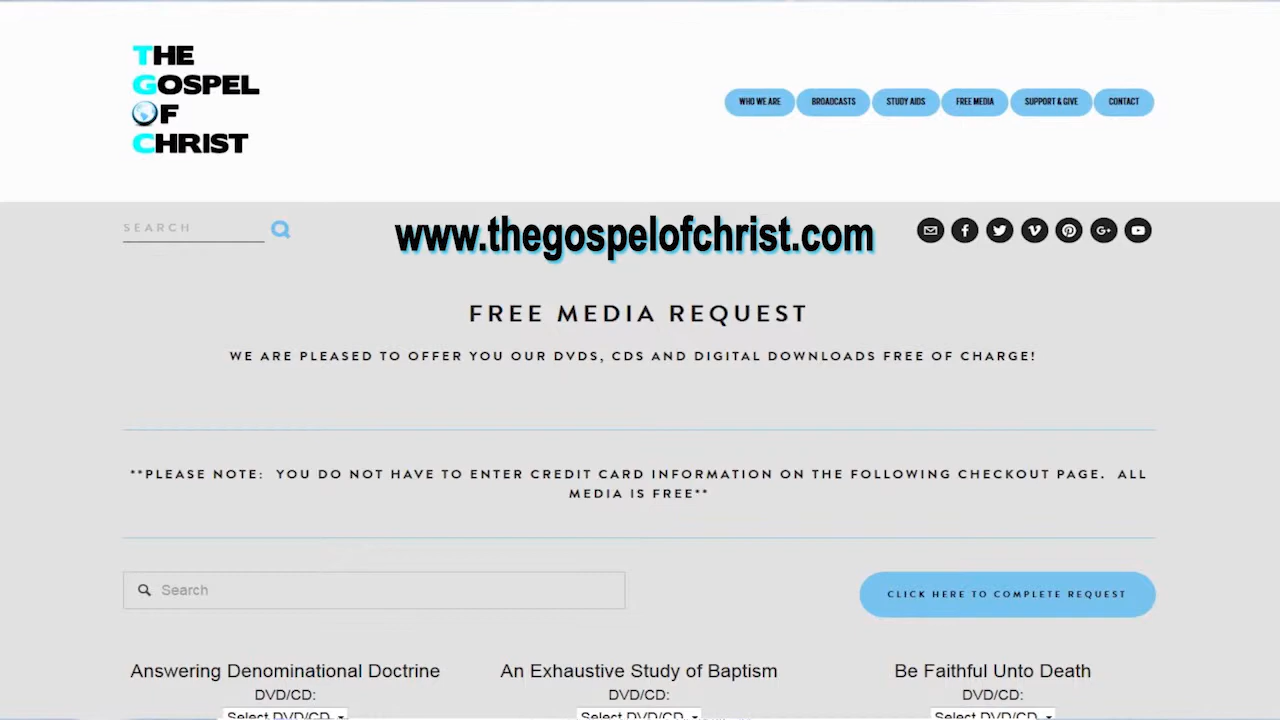 THE
GOSPEL
OF
CHRIST
WHO WE ARE BROADCASTS STUDY AIDS FREE MEDIA SUPPORT & GIVE CONTACT
SEARCH
www.thegospelofchrist.com
FREE MEDIA REQUEST
WE ARE PLEASED TO OFFER YOU OUR DVDS, CDS AND DIGITAL DOWNLOADS FREE OF CHARGE!
**PLEASE NOTE: YOU DO NOT HAVE TO ENTER CREDIT CARD INFORMATION ON THE FOLLOWING CHECKOUT PAGE. ALL
MEDIA IS FREE**
Search
CLICK HERE TO COMPLETE REQUEST
Answering Denominational Doctrine An Exhaustive Study of Baptism Be Faithful Unto Death
DVD/CD: DVD/CD: DVD/CD:
Select DVD/CD Select DVD/CD Select DVD/CD